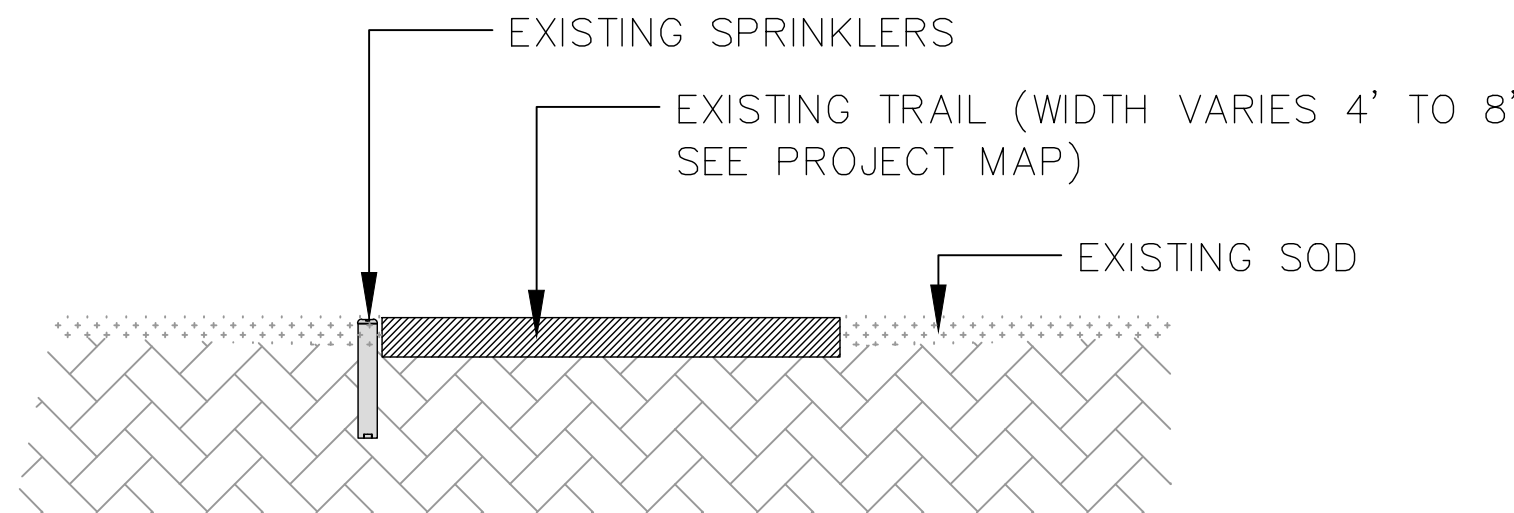 EXISTING SPRINKLERS
EXISTING TRAIL (WIDTH VARIES 4' TO 8'
SEE PROJECT MAP)
EXISTING SOD